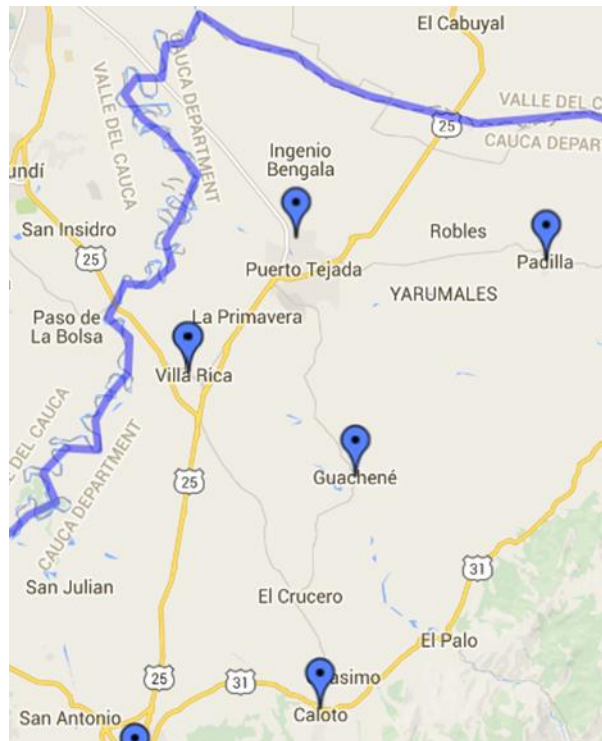 El Cabuyal
CAUCA DEPARTMENT
VALLE DEL CAUCA
VALLE DEL C
25
CAUCA DEPAR
Ingenio
Bengala
undí
San Insidro
Robles
25
Puerto Tejada
Padilla
YARUMALES
Paso de
La Bolsa
La Primavera
Villa Rica
LE DEL CAUCA
CAUCA DEPARTMENT
25
Guachené
31
San Julian
El Crucero
El Palo
25
31
asimo
San Antonio
Caloto